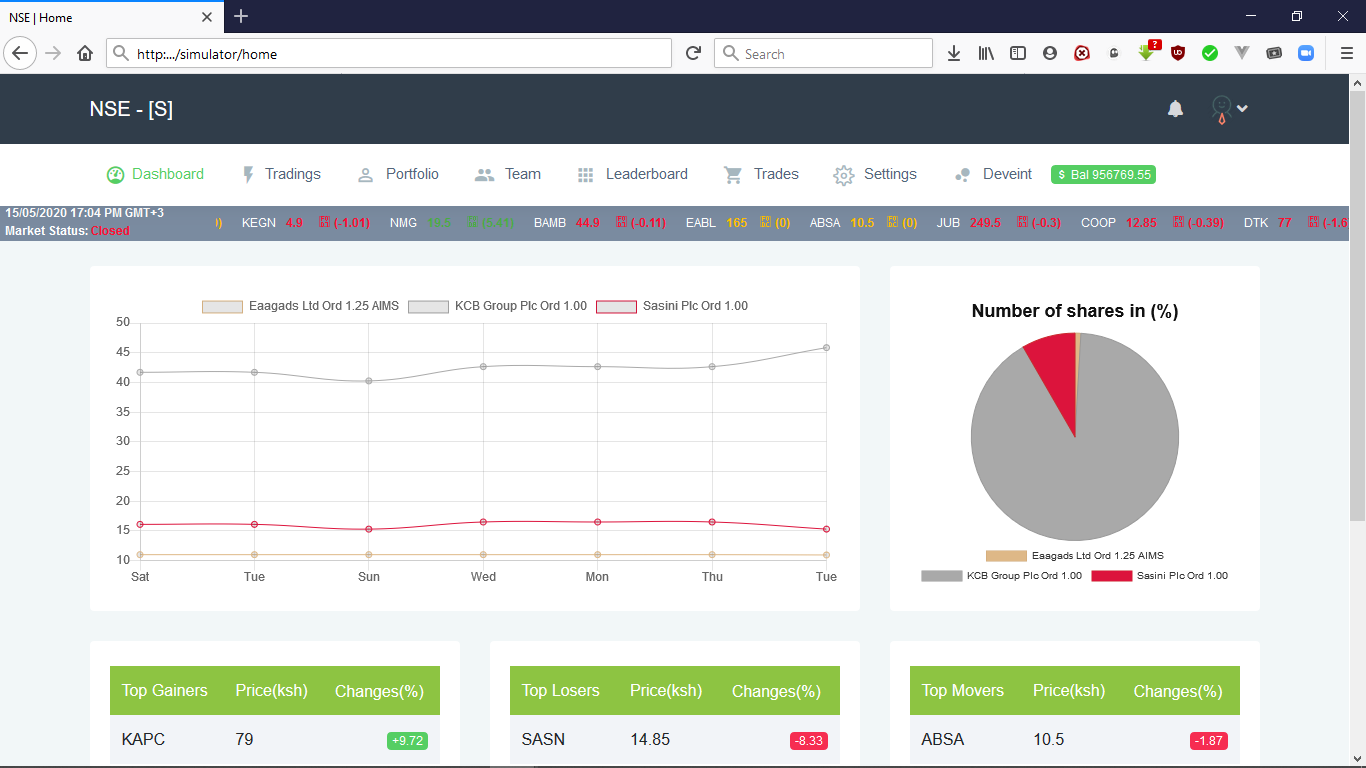 NSE | Home
http:.../simulator/home
Search
NSE - [S]
Dashboard Tradings Portfolio Team Leaderboard Trades Settings Deveint $ Bal 956769.55
15/05/2020 17:04 PM GMT+3
Market Status: Closed
) KEGN 4.9 (-1.01) NMG BAMB 44.9 (-0.11) EABL 165 (0) ABSA 10.5 (0) JUB 249.5 (-0.3) COOP 12.85 (-0.39) DTK 77 (-1.6
Eaagads Ltd Ord 1.25 AIMS KCB Group Plc Ord 1.00 Sasini Plc Ord 1.00
50
45
40
35
30
25
20
15
10
Sat Tue Sun Wed Mon Thu Tue
Number of shares in (%)
Eaagads Ltd Ord 1.25 AIMS
KCB Group Plc Ord 1.00 Sasini Plc Ord 1.00
Top Gainers Price(ksh) Changes(%)
KAPC 79 +9.72
Top Losers Price(ksh) Changes(%)
SASN 14.85 -8.33
Top Movers Price(ksh) Changes(%)
ABSA 10.5 -1.87